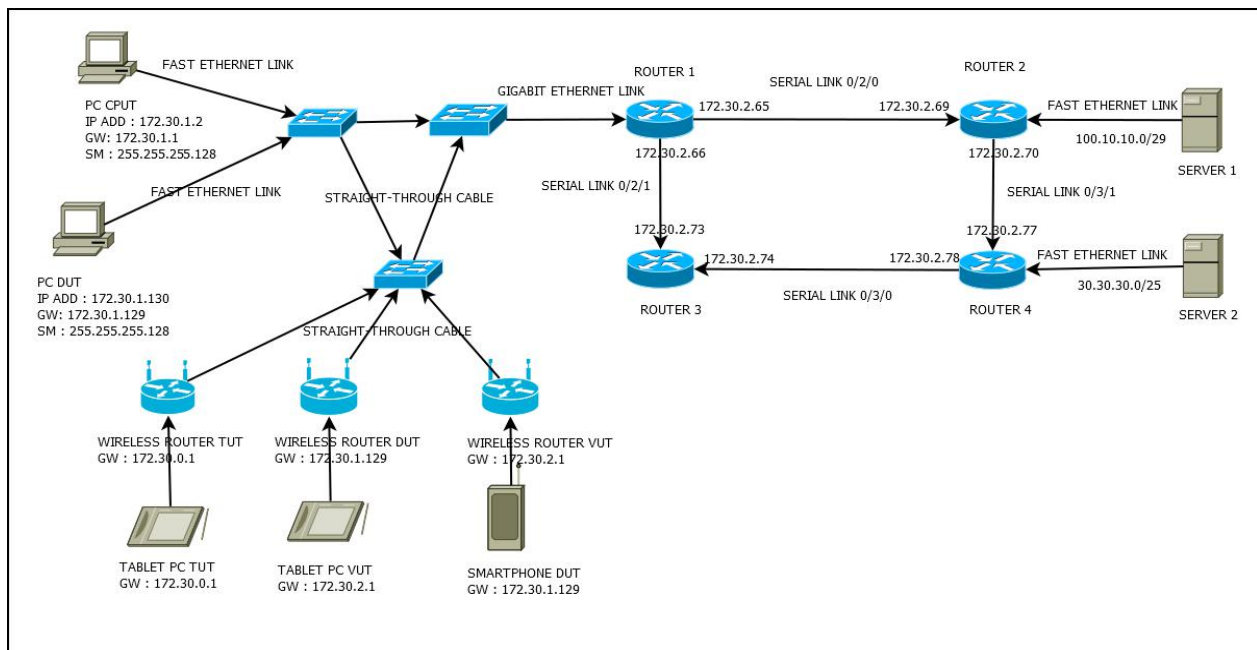 FAST ETHERNET LINK
PC CPUT
IP ADD : 172.30.1.2
GW: 172.30.1.1
SM : 255.255.255.128
FAST ETHERNET LINK
PC DUT
IP ADD : 172.30.1.130
GW: 172.30.1.129
SM : 255.255.255.128
STRAIGHT-THROUGH CABLE
GIGABIT ETHERNET LINK
ROUTER 1
172.30.2.65
172.30.2.66
SERIAL LINK 0/2/0
ROUTER 2
172.30.2.69
172.30.2.70
FAST ETHERNET LINK
100.10.10.0/29
SERVER 1
SERIAL LINK 0/2/1
SERIAL LINK 0/3/1
172.30.2.73
172.30.2.74
ROUTER 3
SERIAL LINK 0/3/0
172.30.2.77
172.30.2.78
ROUTER 4
FAST ETHERNET LINK
30.30.30.0/25
SERVER 2
STRAIGHT-THROUGH CABLE
WIRELESS ROUTER TUT
GW : 172.30.0.1
WIRELESS ROUTER DUT
GW : 172.30.1.129
WIRELESS ROUTER VUT
GW : 172.30.2.1
TABLET PC TUT
GW : 172.30.0.1
TABLET PC VUT
GW : 172.30.2.1
SMARTPHONE DUT
GW : 172.30.1.129